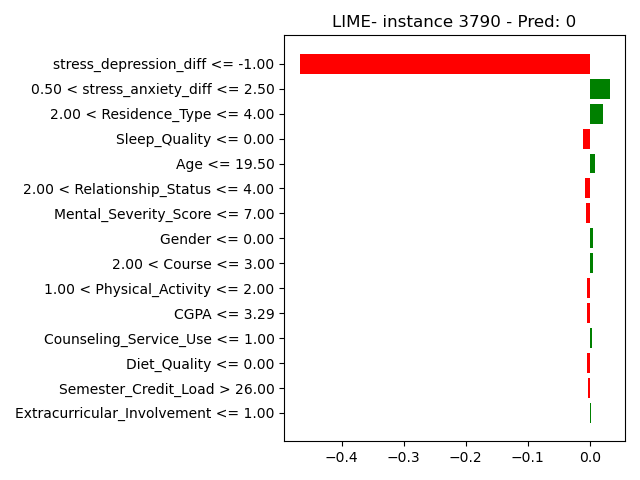 LIME- instance 3790 - Pred: 0
stress_depression_diff <= -1.00
0.50 < stress_anxiety_diff <= 2.50
2.00 < Residence_Type <= 4.00
Sleep_Quality <= 0.00
Age <= 19.50
2.00 < Relationship_Status <= 4.00
Mental_Severity_Score <= 7.00
Gender <= 0.00
2.00 < Course <= 3.00
1.00 < Physical_Activity <= 2.00
CGPA <= 3.29
Counseling_Service_Use <= 1.00
Diet_Quality <= 0.00
Semester_Credit_Load > 26.00
Extracurricular_Involvement <= 1.00
−0.4 −0.3 −0.2 −0.1 0.0